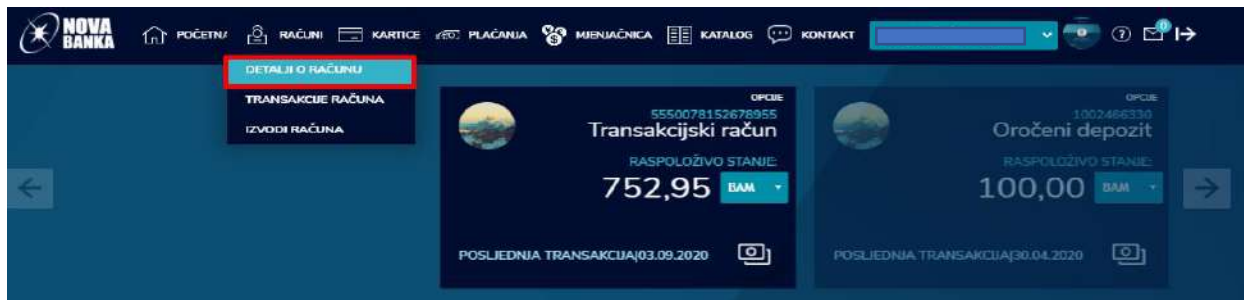 NOVA
BANKA
POČETNA
RAČUNI
KARTICE
PLAĆANJA
MJENJAČNICA
KATALOG
KONTAKT
0
DETALJI O RAČUNU
TRANSAKCIJE RAČUNA
IZVODI RAČUNA
OPCIJE
5550078152678955
Transakcijski račun
RASPOLOŽIVO STANJE:
752,95 BAM
POSLJEDNJA TRANSAKCIJA|03.09.2020
OPCIJE
1002466330
Oročeni depozit
RASPOLOŽIVO STANJE:
100,00 BAM
POSLJEDNJA TRANSAKCIJA|30.04.2020